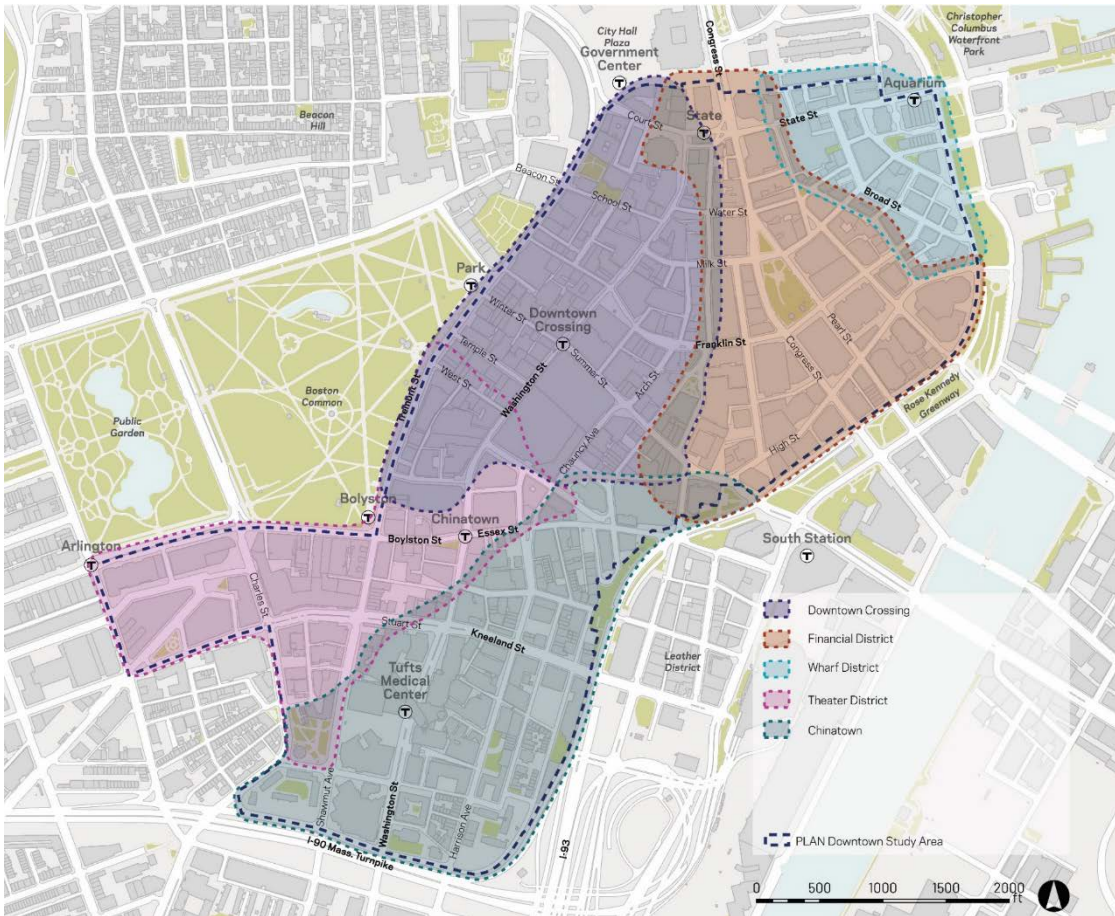 City Hall
Plaza
Government
Center
Congress St
Christopher
Columbus
Waterfront
Park
Aquarium
Beacon
Hill
Court St
State
State St
Beacon St
School St
Broad St
Water St
Park
Milk St
Winter St
Downtown
Crossing
Temple St
Summer St
Franklin St
Pearl St
Congress St
West St
Washington St
Arch St
Tremont St
Boston
Common
Public
Garden
Rose Kennedy
Greenway
High St
Chauncy Ave
Bolyston
Chinatown
Essex St
Boylston St
Arlington
South Station
Charles St
Stuart St
Kneeland St
Leather
District
Tufts
Medical
Center
Shawmut Ave
Washington St
Harrison Ave
I-90 Mass. Turnpike
I-93
Downtown Crossing
Financial District
Wharf District
Theater District
Chinatown
PLAN Downtown Study Area
0 500 1000 1500 2000
ft
T
T
T
T
T
T
T
T
T
T